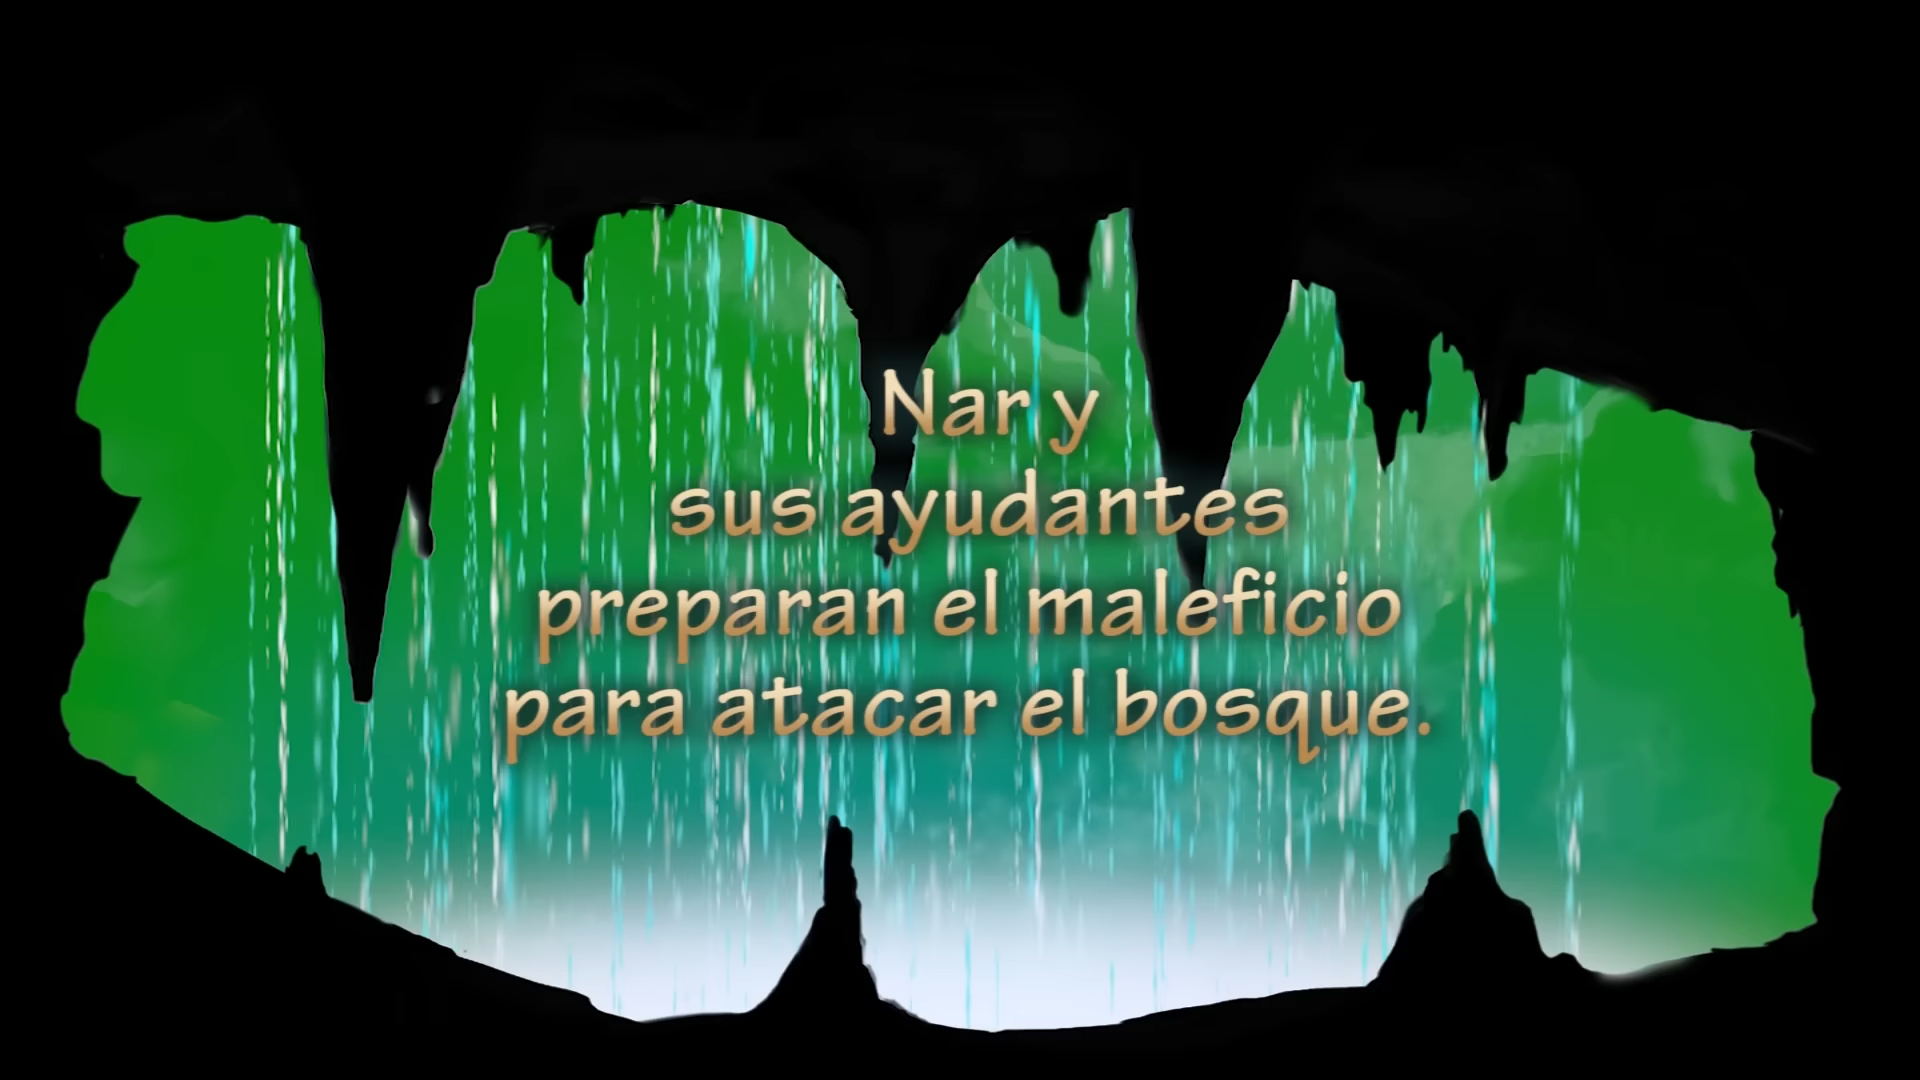 Nar y
sus ayudantes
preparan el maleficio
para atacar el bosque.